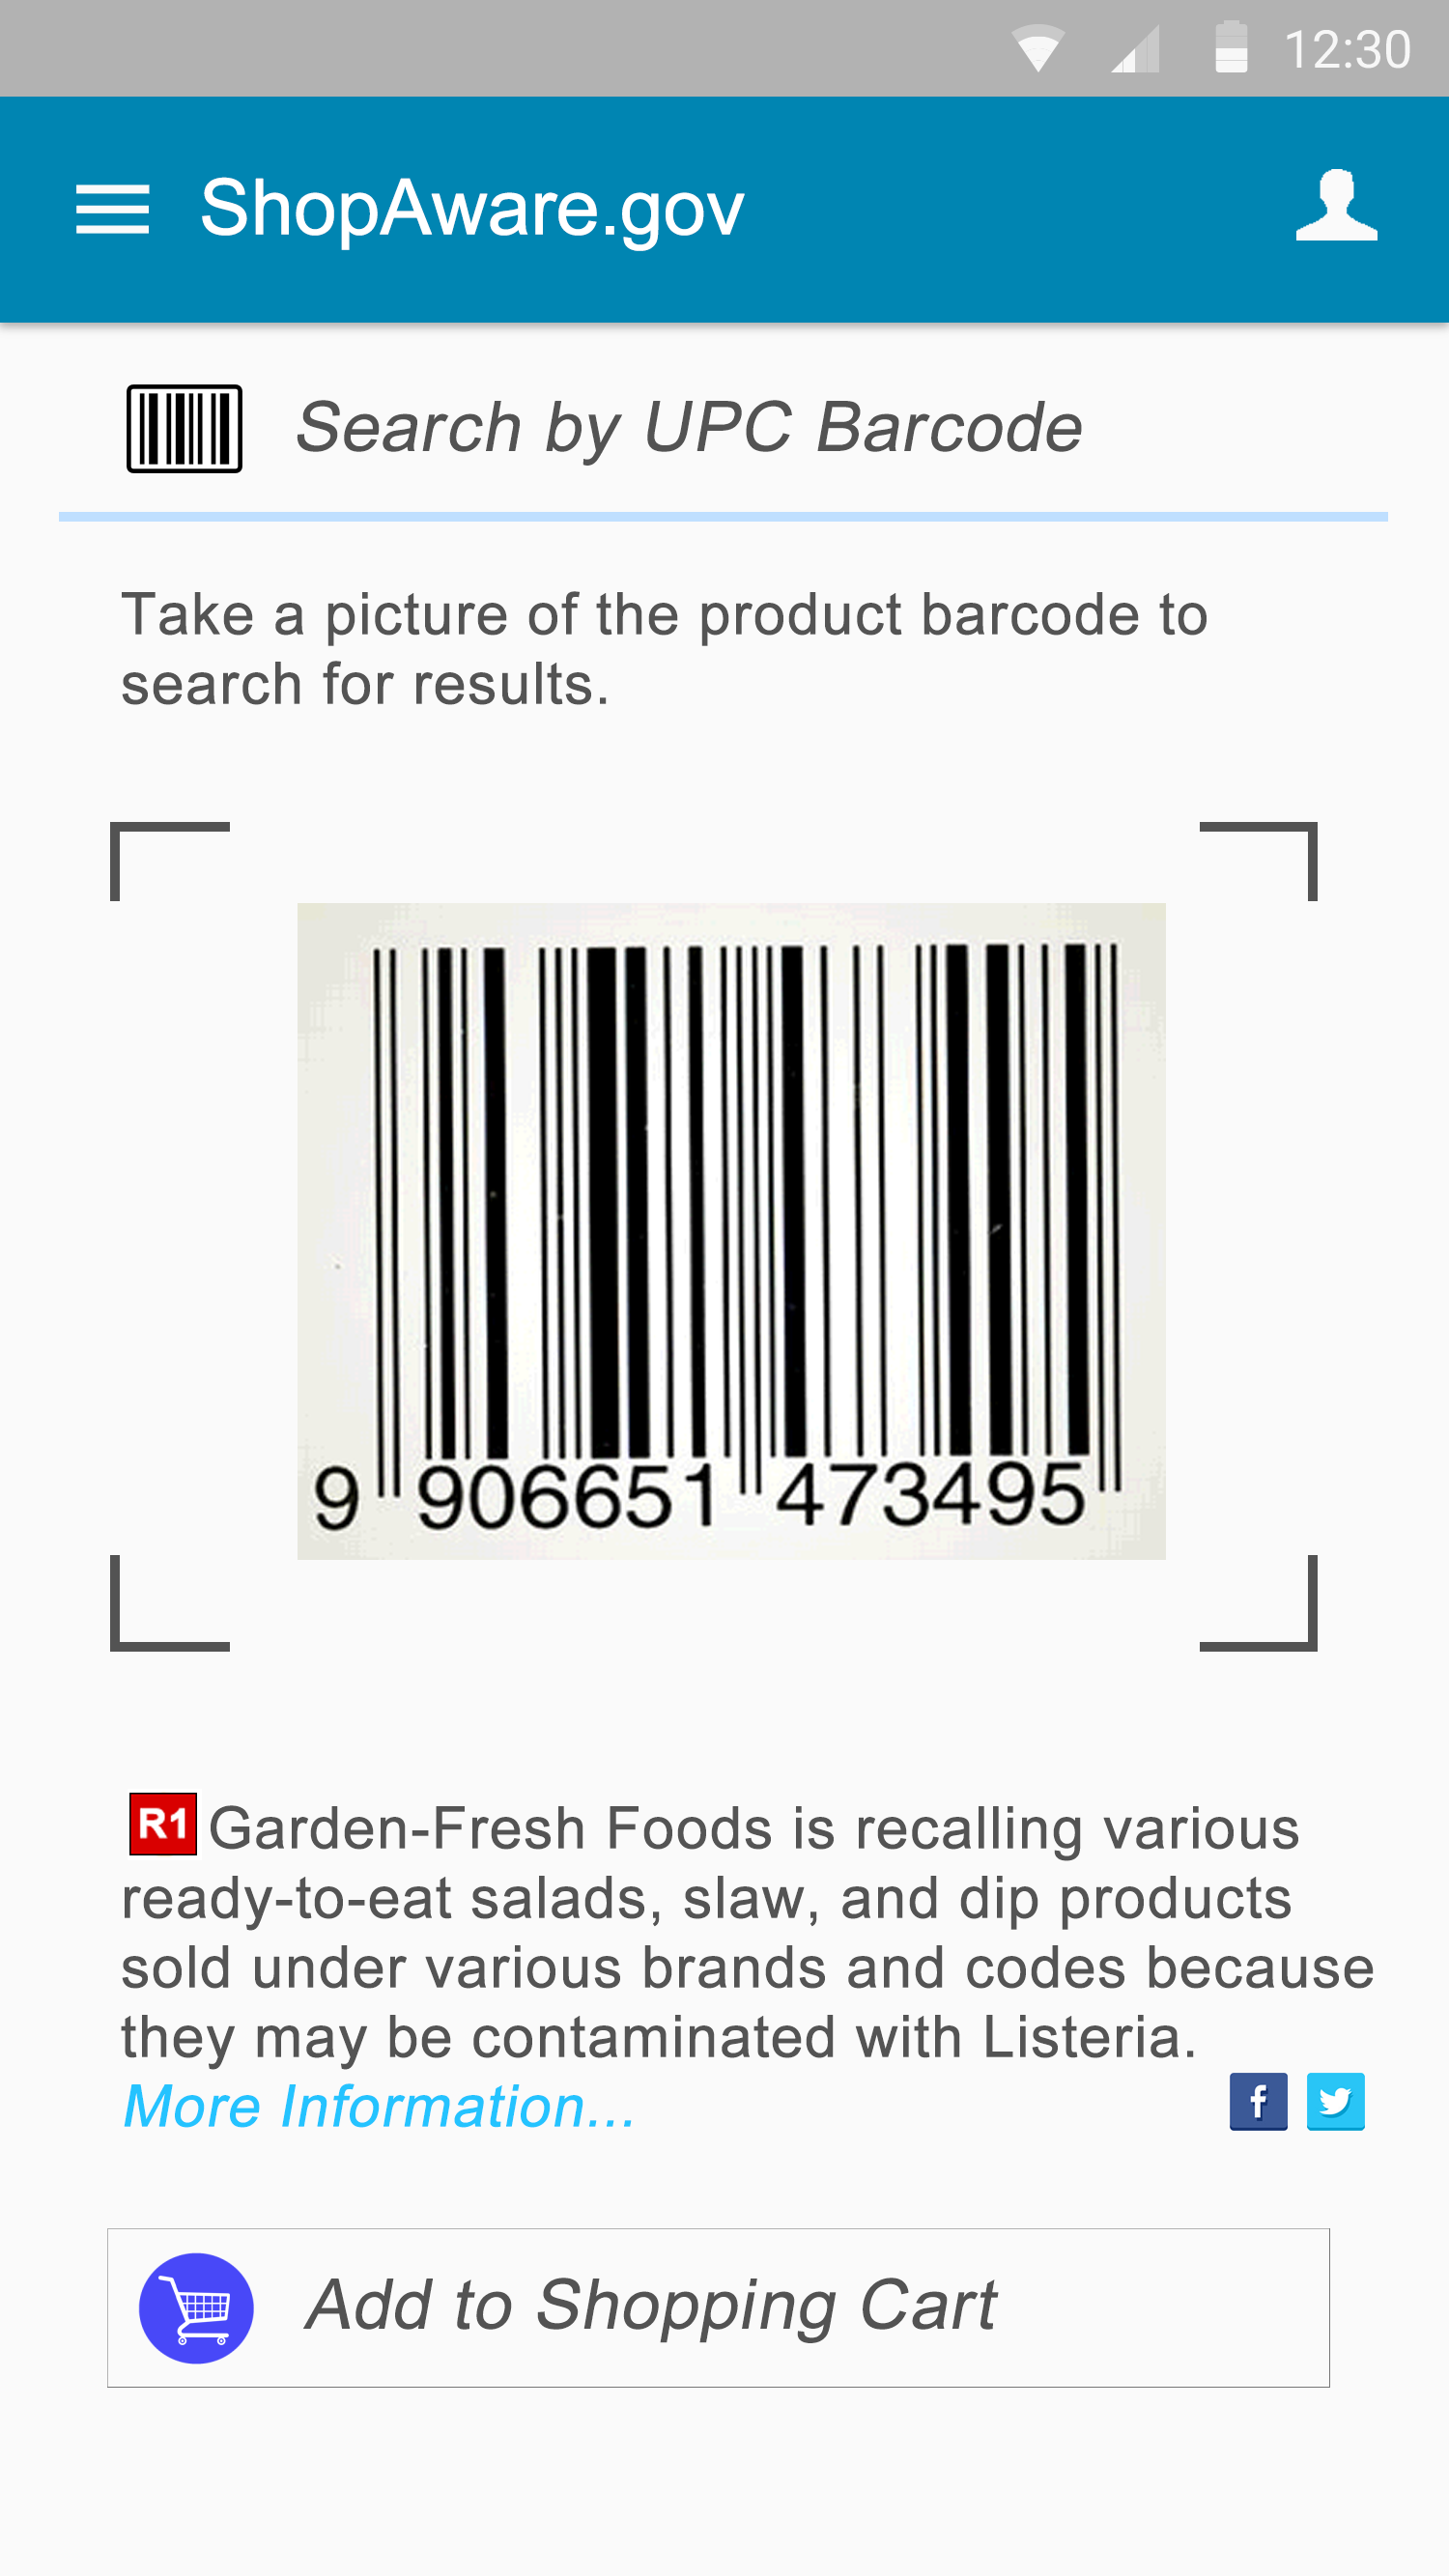 12:30
ShopAware.gov
Search by UPC Barcode
Take a picture of the product barcode to
search for results.
9 906651 473495
R1 Garden-Fresh Foods is recalling various
ready-to-eat salads, slaw, and dip products
sold under various brands and codes because
they may be contaminated with Listeria.
More Information...
f
Add to Shopping Cart